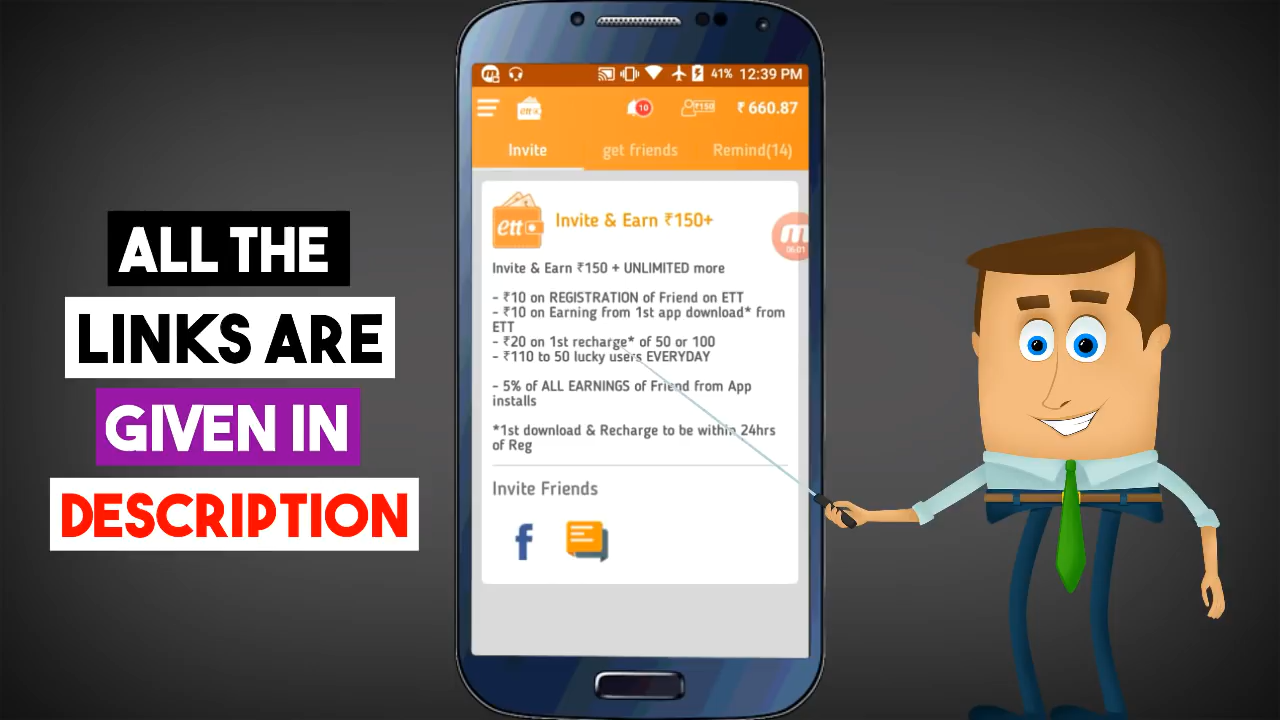 ALL THE
LINKS ARE
GIVEN IN
DESCRIPTION
41% 12:39 PM
ett
10
₹150
₹ 660.87
Invite
get friends
Remind(14)
ett
Invite & Earn ₹150+
06:01
Invite & Earn ₹150 + UNLIMITED more
- ₹10 on REGISTRATION of Friend on ETT
- ₹10 on Earning from 1st app download* from
ETT
- ₹20 on 1st recharge* of 50 or 100
- ₹110 to 50 lucky users EVERYDAY
- 5% of ALL EARNINGS of Friend from App
installs
*1st download & Recharge to be within 24hrs
of Reg
Invite Friends